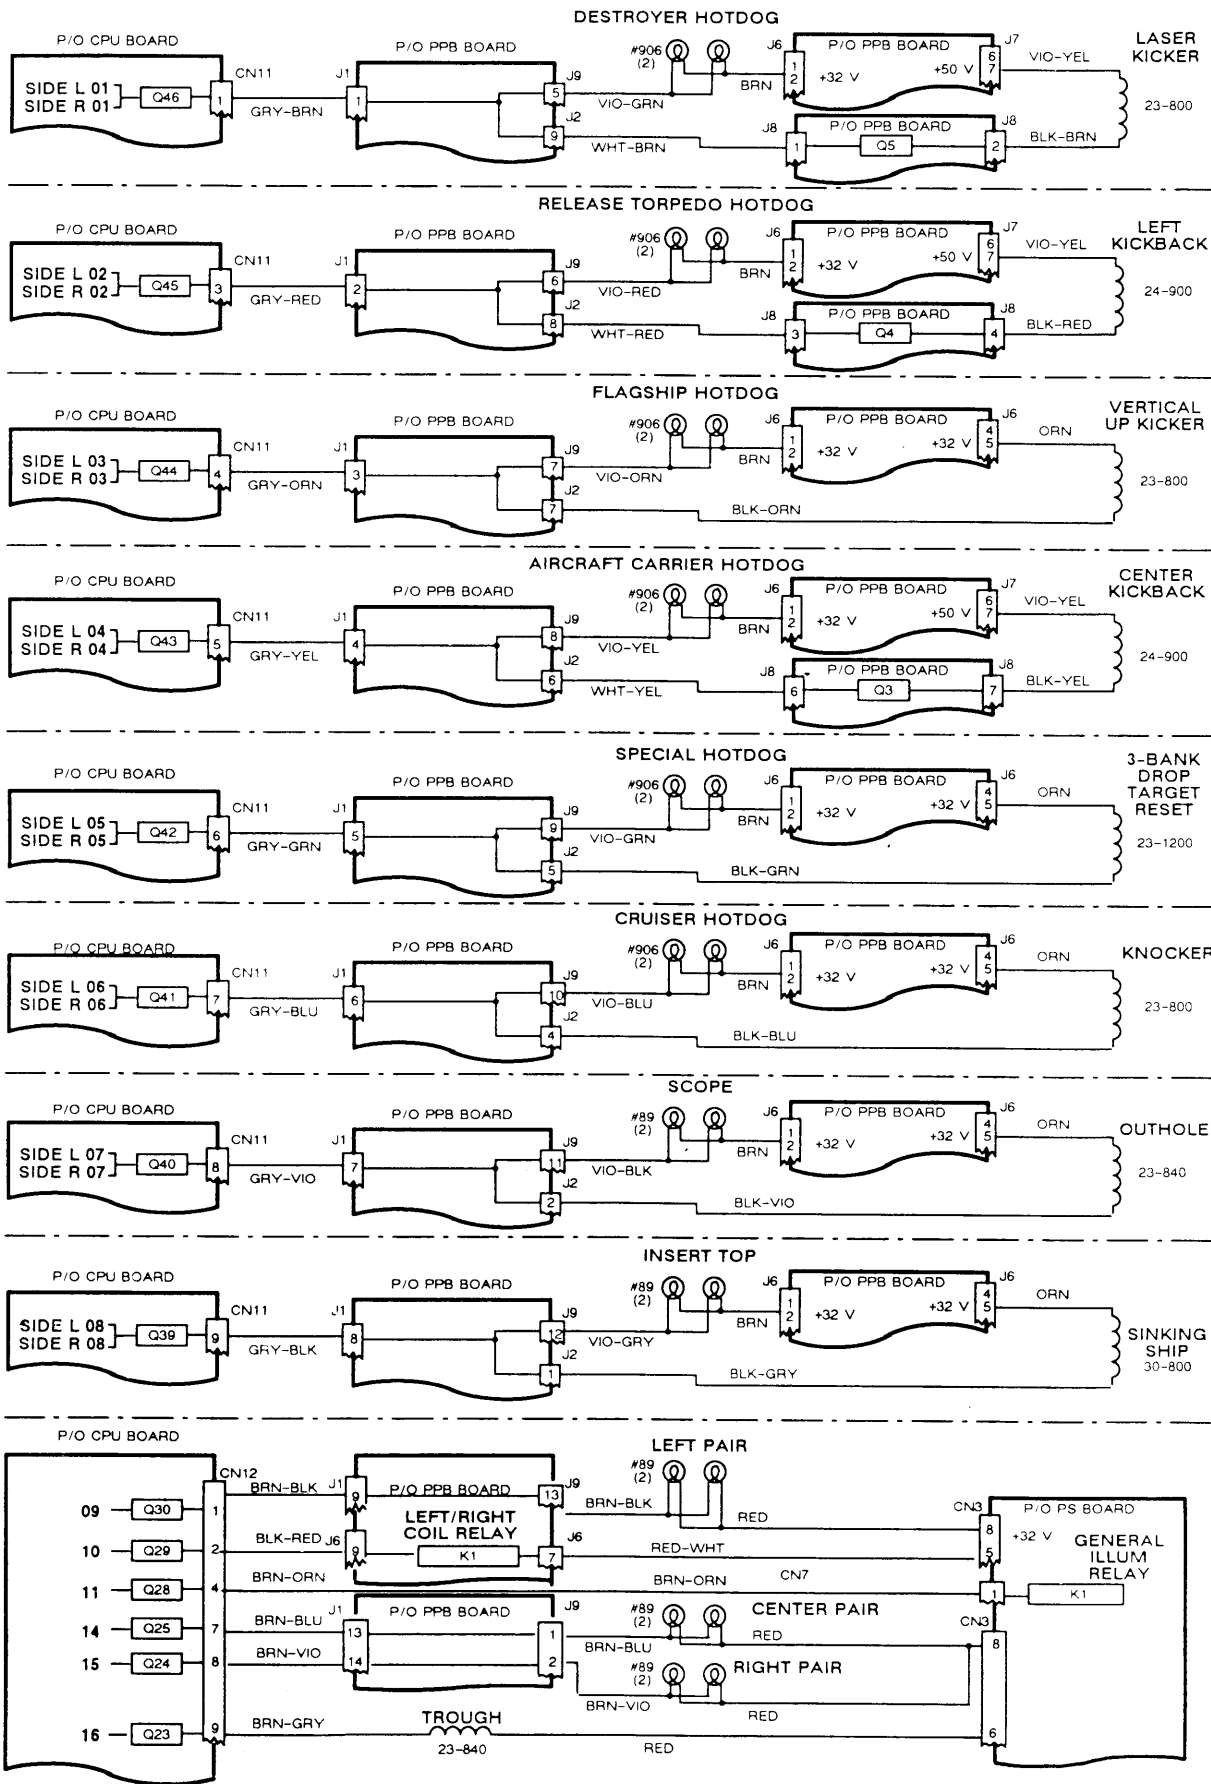 DESTROYER HOTDOG
P/O CPU BOARD
P/O PPB BOARD
#906
(2)
J6
P/O PPB BOARD
J7
LASER
KICKER
SIDE L 01
SIDE R 01
Q46
CN11
1
GRY-BRN
J1
1
J9
5
VIO-GRN
J2
9
WHT-BRN
BRN
1
2
+32 V
+50 V
6
7
VIO-YEL
23-800
J8
P/O PPB BOARD
J8
1
Q5
2
BLK-BRN
RELEASE TORPEDO HOTDOG
P/O CPU BOARD
P/O PPB BOARD
#906
(2)
J6
P/O PPB BOARD
J7
LEFT
KICKBACK
SIDE L 02
SIDE R 02
Q45
CN11
3
GRY-RED
J1
2
J9
6
VIO-RED
J2
8
WHT-RED
BRN
1
2
+32 V
+50 V
6
7
VIO-YEL
24-900
J8
P/O PPB BOARD
J8
3
Q4
4
BLK-RED
FLAGSHIP HOTDOG
P/O CPU BOARD
P/O PPB BOARD
#906
(2)
J6
P/O PPB BOARD
J6
VERTICAL
UP KICKER
SIDE L 03
SIDE R 03
Q44
CN11
4
GRY-ORN
J1
3
J9
7
VIO-ORN
J2
7
BLK-ORN
BRN
1
2
+32 V
+32 V
4
5
ORN
23-800
AIRCRAFT CARRIER HOTDOG
P/O CPU BOARD
P/O PPB BOARD
#906
(2)
J6
P/O PPB BOARD
J7
CENTER
KICKBACK
SIDE L 04
SIDE R 04
Q43
CN11
5
GRY-YEL
J1
4
J9
8
VIO-YEL
J2
6
WHT-YEL
BRN
1
2
+32 V
+50 V
6
7
VIO-YEL
24-900
J8
P/O PPB BOARD
J8
6
Q3
7
BLK-YEL
SPECIAL HOTDOG
P/O CPU BOARD
P/O PPB BOARD
#906
(2)
J6
P/O PPB BOARD
J6
3-BANK
DROP
TARGET
RESET
SIDE L 05
SIDE R 05
Q42
CN11
6
GRY-GRN
J1
5
J9
9
VIO-GRN
J2
5
BLK-GRN
BRN
1
2
+32 V
+32 V
4
5
ORN
23-1200
CRUISER HOTDOG
P/O CPU BOARD
P/O PPB BOARD
#906
(2)
J6
P/O PPB BOARD
J6
KNOCKER
SIDE L 06
SIDE R 06
Q41
CN11
7
GRY-BLU
J1
6
J9
10
VIO-BLU
J2
4
BLK-BLU
BRN
1
2
+32 V
+32 V
4
5
ORN
23-800
SCOPE
P/O CPU BOARD
P/O PPB BOARD
#89
(2)
J6
P/O PPB BOARD
J6
OUTHOLE
SIDE L 07
SIDE R 07
Q40
CN11
8
GRY-VIO
J1
7
J9
11
VIO-BLK
J2
2
BLK-VIO
BRN
1
2
+32 V
+32 V
4
5
ORN
23-840
INSERT TOP
P/O CPU BOARD
P/O PPB BOARD
#89
(2)
J6
P/O PPB BOARD
J6
SINKING
SHIP
30-800
SIDE L 08
SIDE R 08
Q39
CN11
9
GRY-BLK
J1
8
J9
12
VIO-GRY
J2
1
BLK-GRY
BRN
1
2
+32 V
+32 V
4
5
ORN
P/O CPU BOARD
LEFT PAIR
CN12
09
Q30
1
BRN-BLK
J1
9
P/O PPB BOARD
13
J9
BRN-BLK
#89
(2)
RED
CN3
8
5
P/O PS BOARD
+32 V
LEFT/RIGHT
COIL RELAY
10
Q29
2
BLK-RED
J6
9
K1
J6
7
RED-WHT
GENERAL
ILLUM
RELAY
11
Q28
4
BRN-ORN
BRN-ORN
CN7
1
K1
14
Q25
7
BRN-BLU
J1
13
P/O PPB BOARD
J9
1
BRN-BLU
#89
(2)
CENTER PAIR
RED
CN3
8
15
Q24
8
BRN-VIO
14
2
BRN-VIO
#89
(2)
RIGHT PAIR
RED
16
Q23
9
BRN-GRY
TROUGH
23-840
RED
6